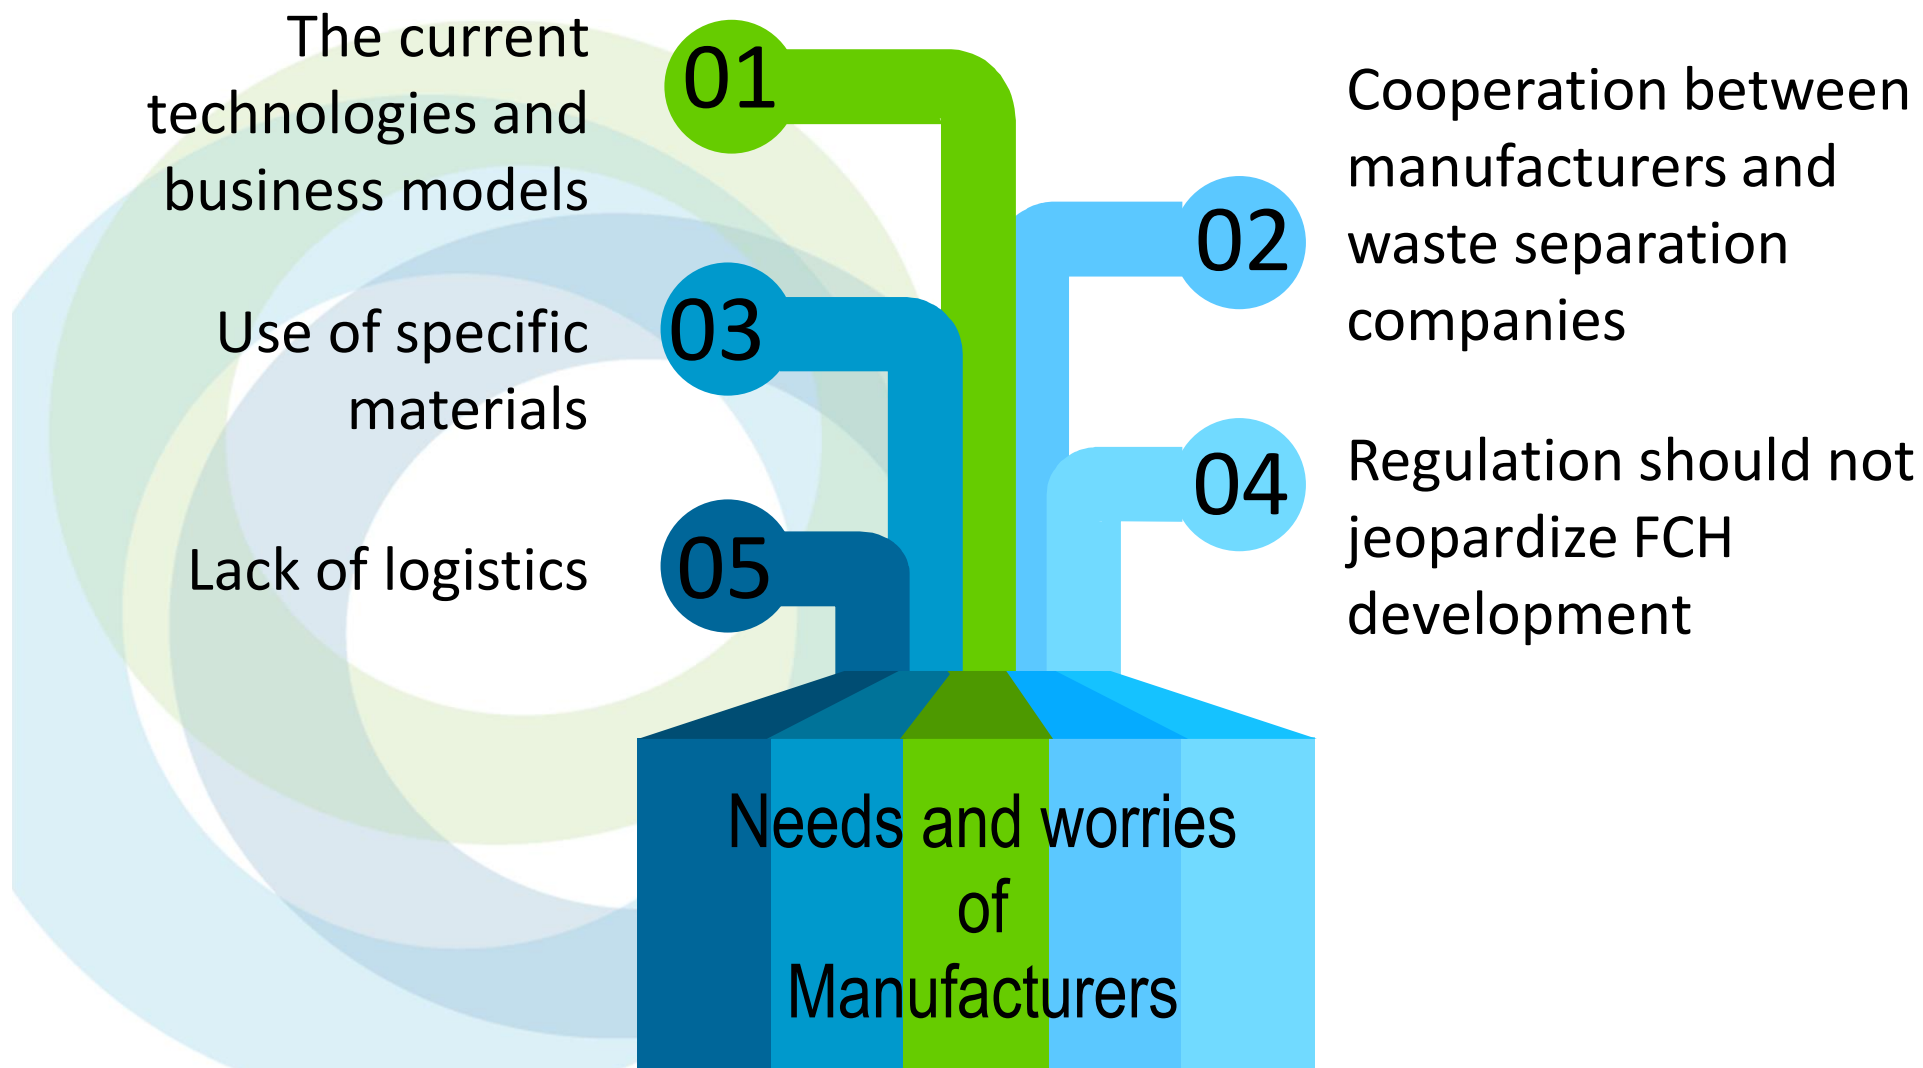 01
The current
technologies and
business models
02
Cooperation between
manufacturers and
waste separation
companies
03
Use of specific
materials
04
Regulation should not
jeopardize FCH
development
05
Lack of logistics
Needs and worries
of
Manufacturers